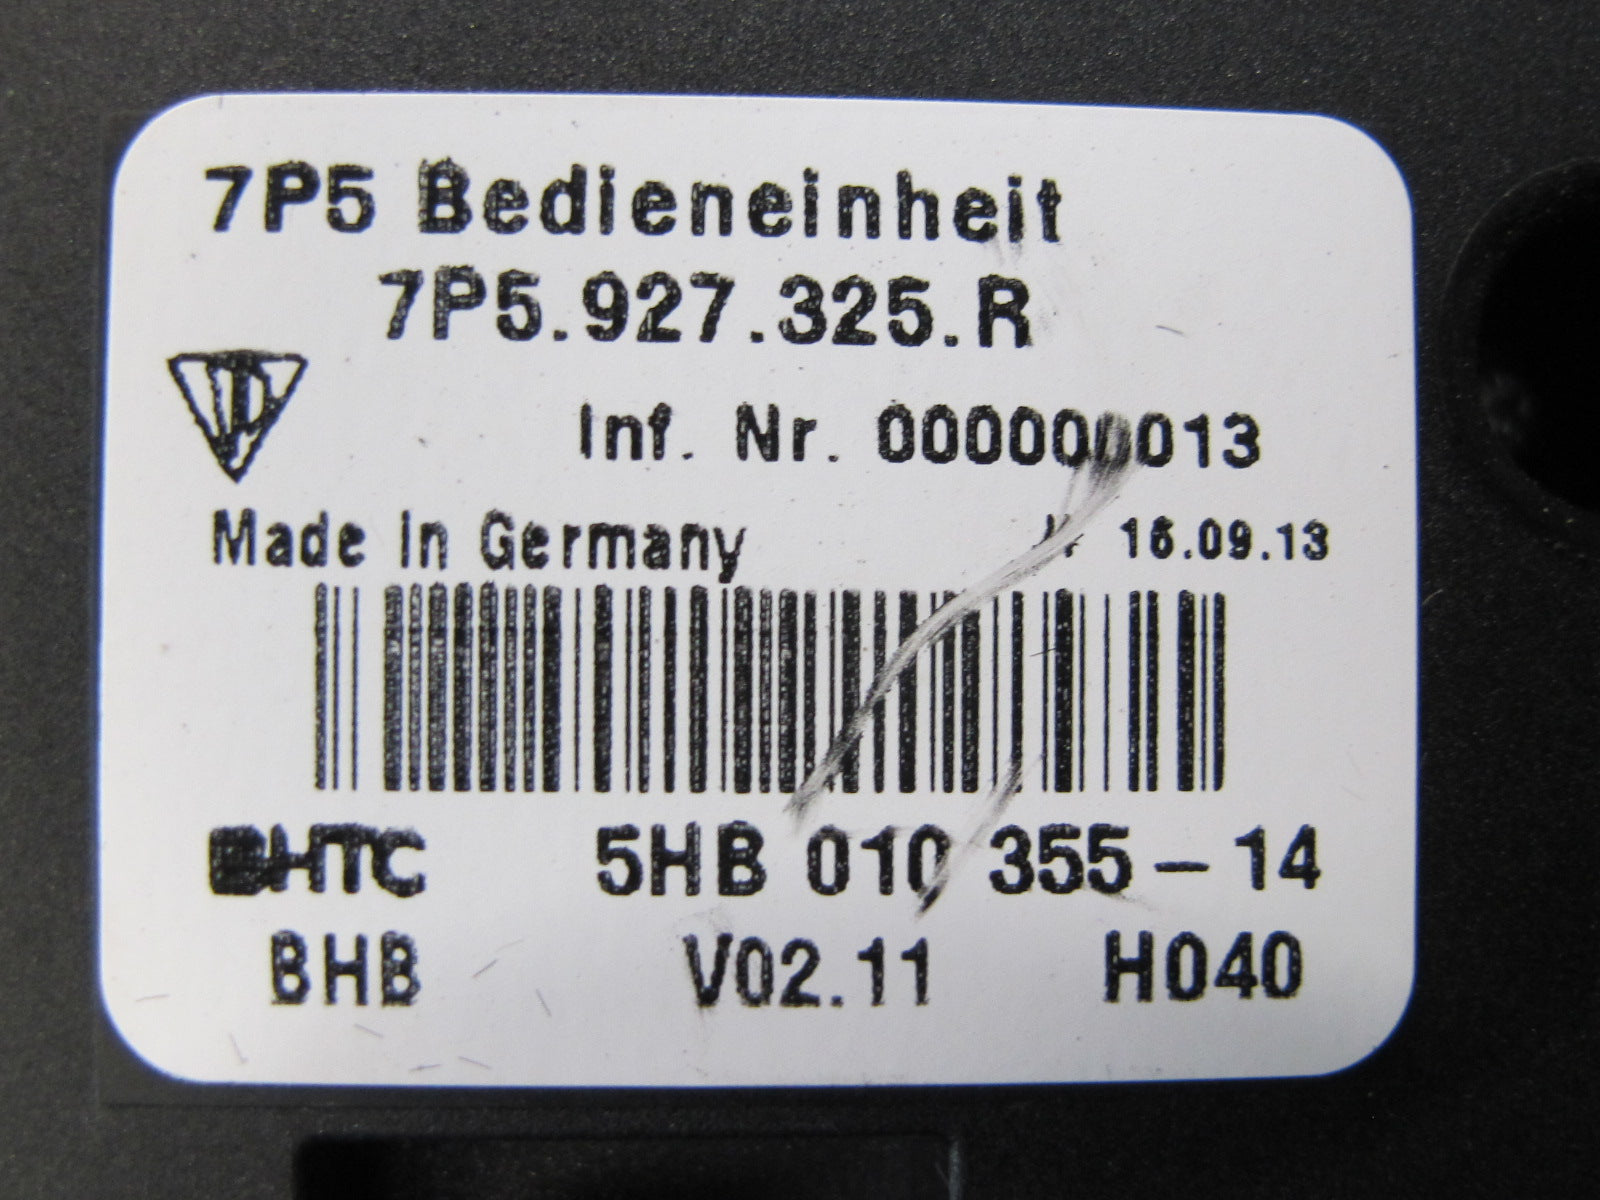 7P5 Bedieneinheit
7P5.927.325.R
Inf. Nr. 000000013
Made in Germany 16.09.13
BHTC 5HB 010 355-14
BHB V02.11 H040